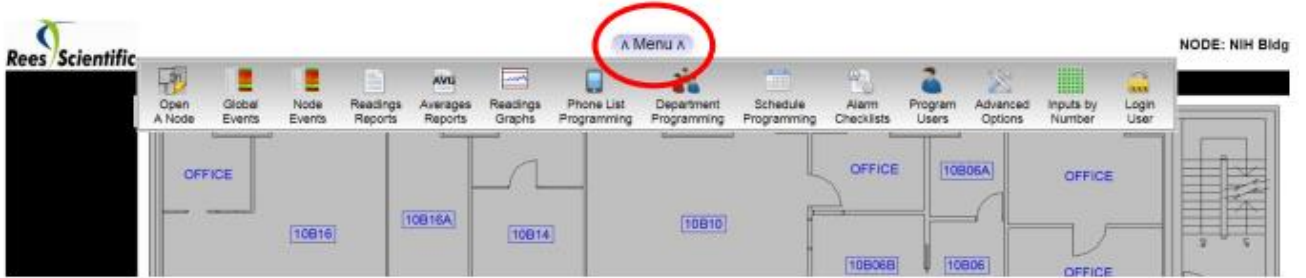 ∧ Menu ∧
NODE: NIH Bldg
Rees Scientific
Open A Node
Global Events
Node Events
Readings Reports
AVG
Averages Reports
Readings Graphs
Phone List Programming
Department Programming
Schedule Programming
Alarm Checklists
Program Users
Advanced Options
Inputs by Number
Login User
OFFICE
OFFICE
10B06A
OFFICE
10B16
10B16A
10B14
10B10
10B06B
10B06
OFFICE